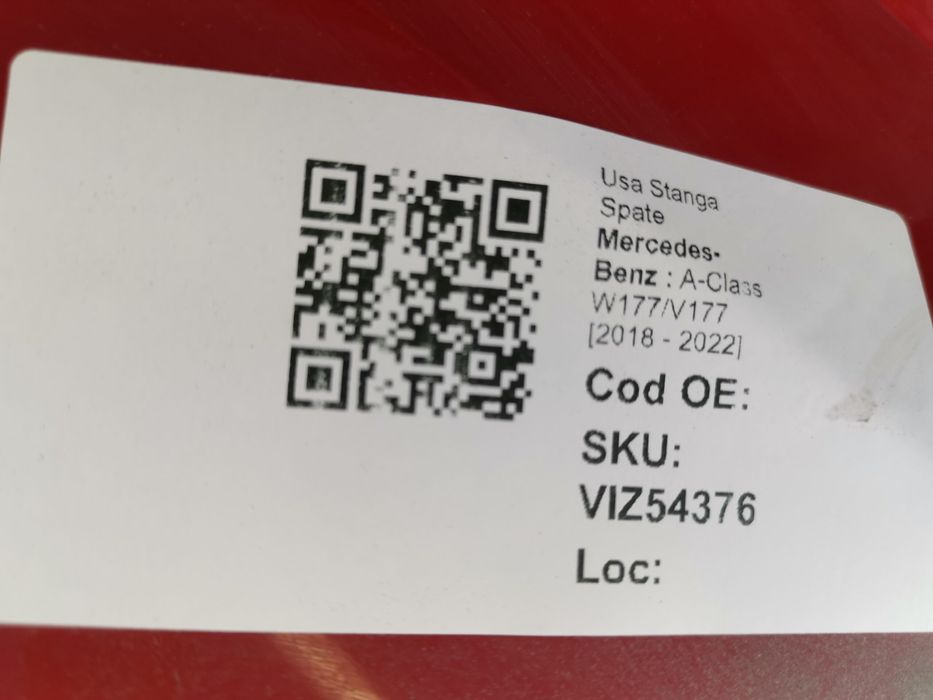 Usa Stanga
Spate
Mercedes-
Benz : A-Class
W177/V177
[2018 - 2022]
Cod OE:
SKU:
VIZ54376
Loc: